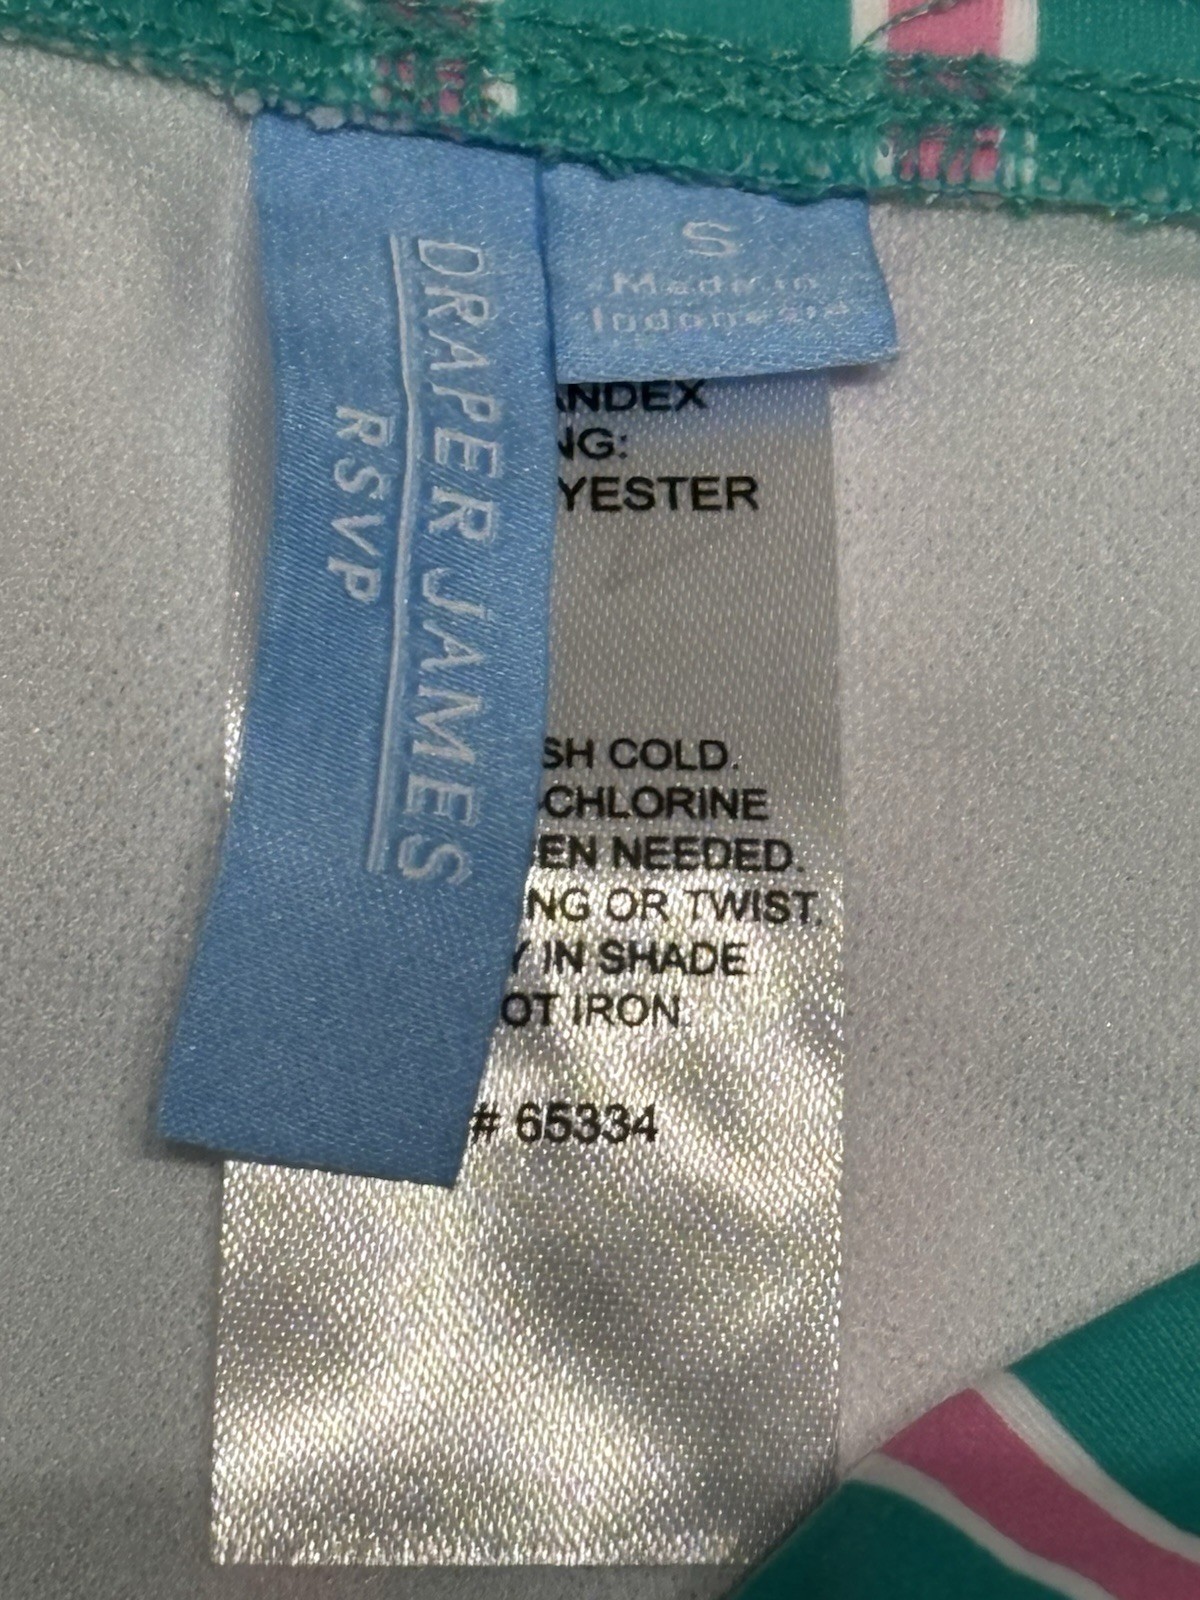 DRAPER JAMES
RSVP
S
Made in
Indonesia
ANDEX
NG:
YESTER
SH COLD.
-CHLORINE
EN NEEDED.
NG OR TWIST.
Y IN SHADE
OT IRON.
# 65334